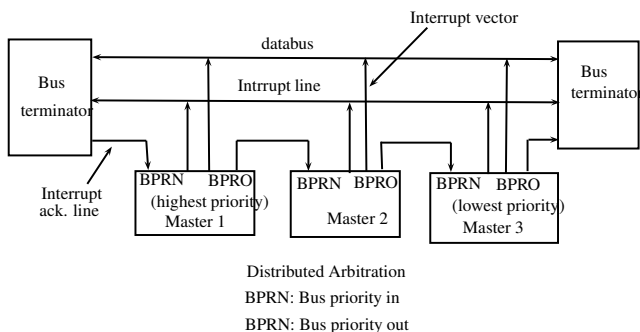 Interrupt vector
databus
Bus
terminator
Bus
terminator
Intrrupt line
Interrupt
ack. line
BPRN
BPRO
(highest priority)
Master 1
BPRN
BPRO
Master 2
BPRN
BPRO
(lowest priority)
Master 3
Distributed Arbitration
BPRN: Bus priority in
BPRN: Bus priority out